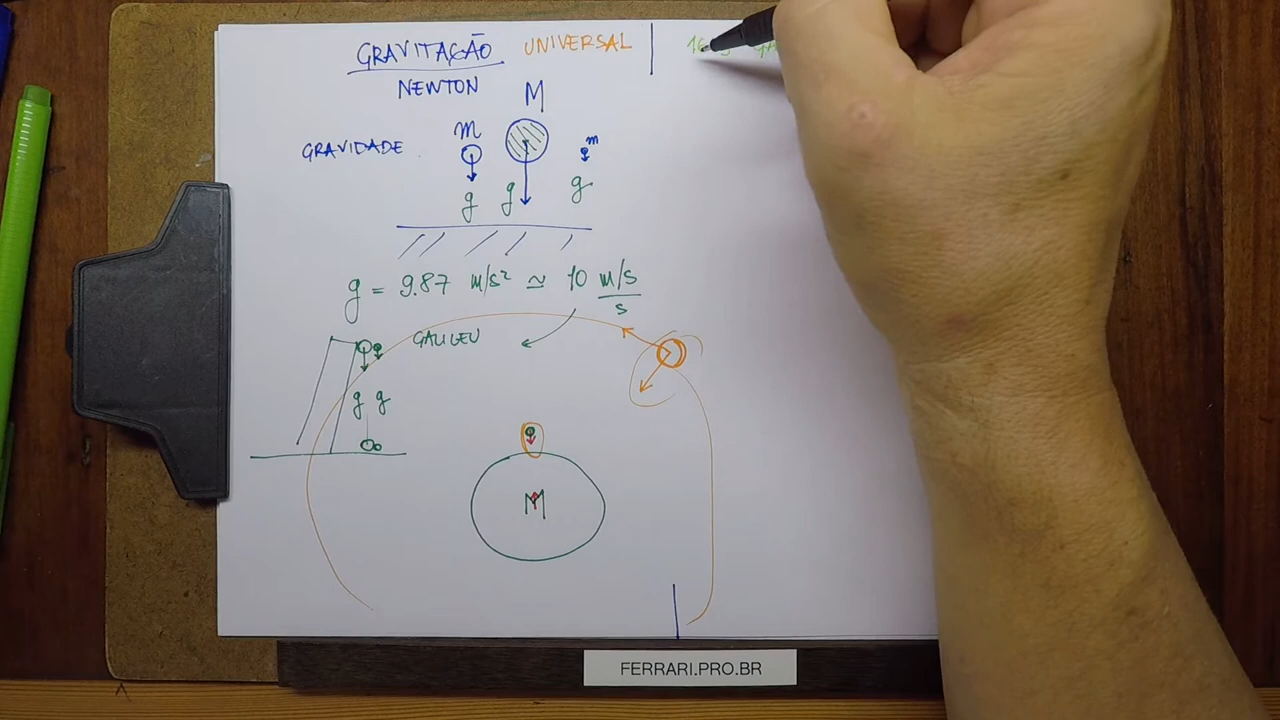 GRAVITAÇÃO UNIVERSAL
NEWTON
M
m
m
GRAVIDADE
g g g
g = 9.87 m/s² ≃ 10 m/s
s
GALILEU
g g
M
FERRARI.PRO.BR